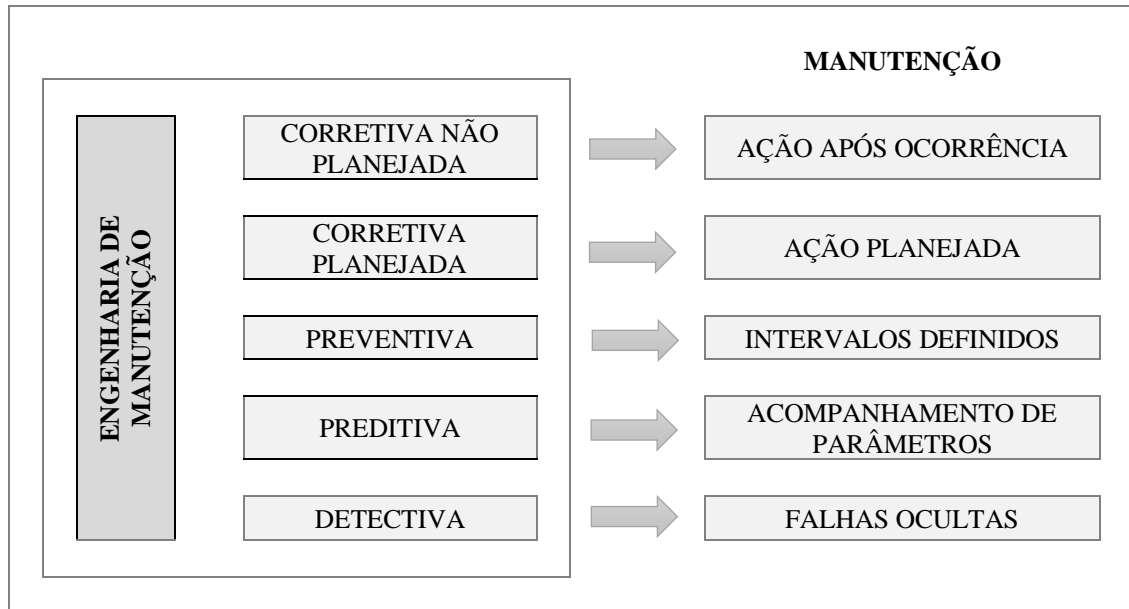 MANUTENÇÃO
ENGENHARIA DE
MANUTENÇÃO
CORRETIVA NÃO
PLANEJADA
AÇÃO APÓS OCORRÊNCIA
CORRETIVA
PLANEJADA
AÇÃO PLANEJADA
PREVENTIVA
INTERVALOS DEFINIDOS
PREDITIVA
ACOMPANHAMENTO DE
PARÂMETROS
DETECTIVA
FALHAS OCULTAS